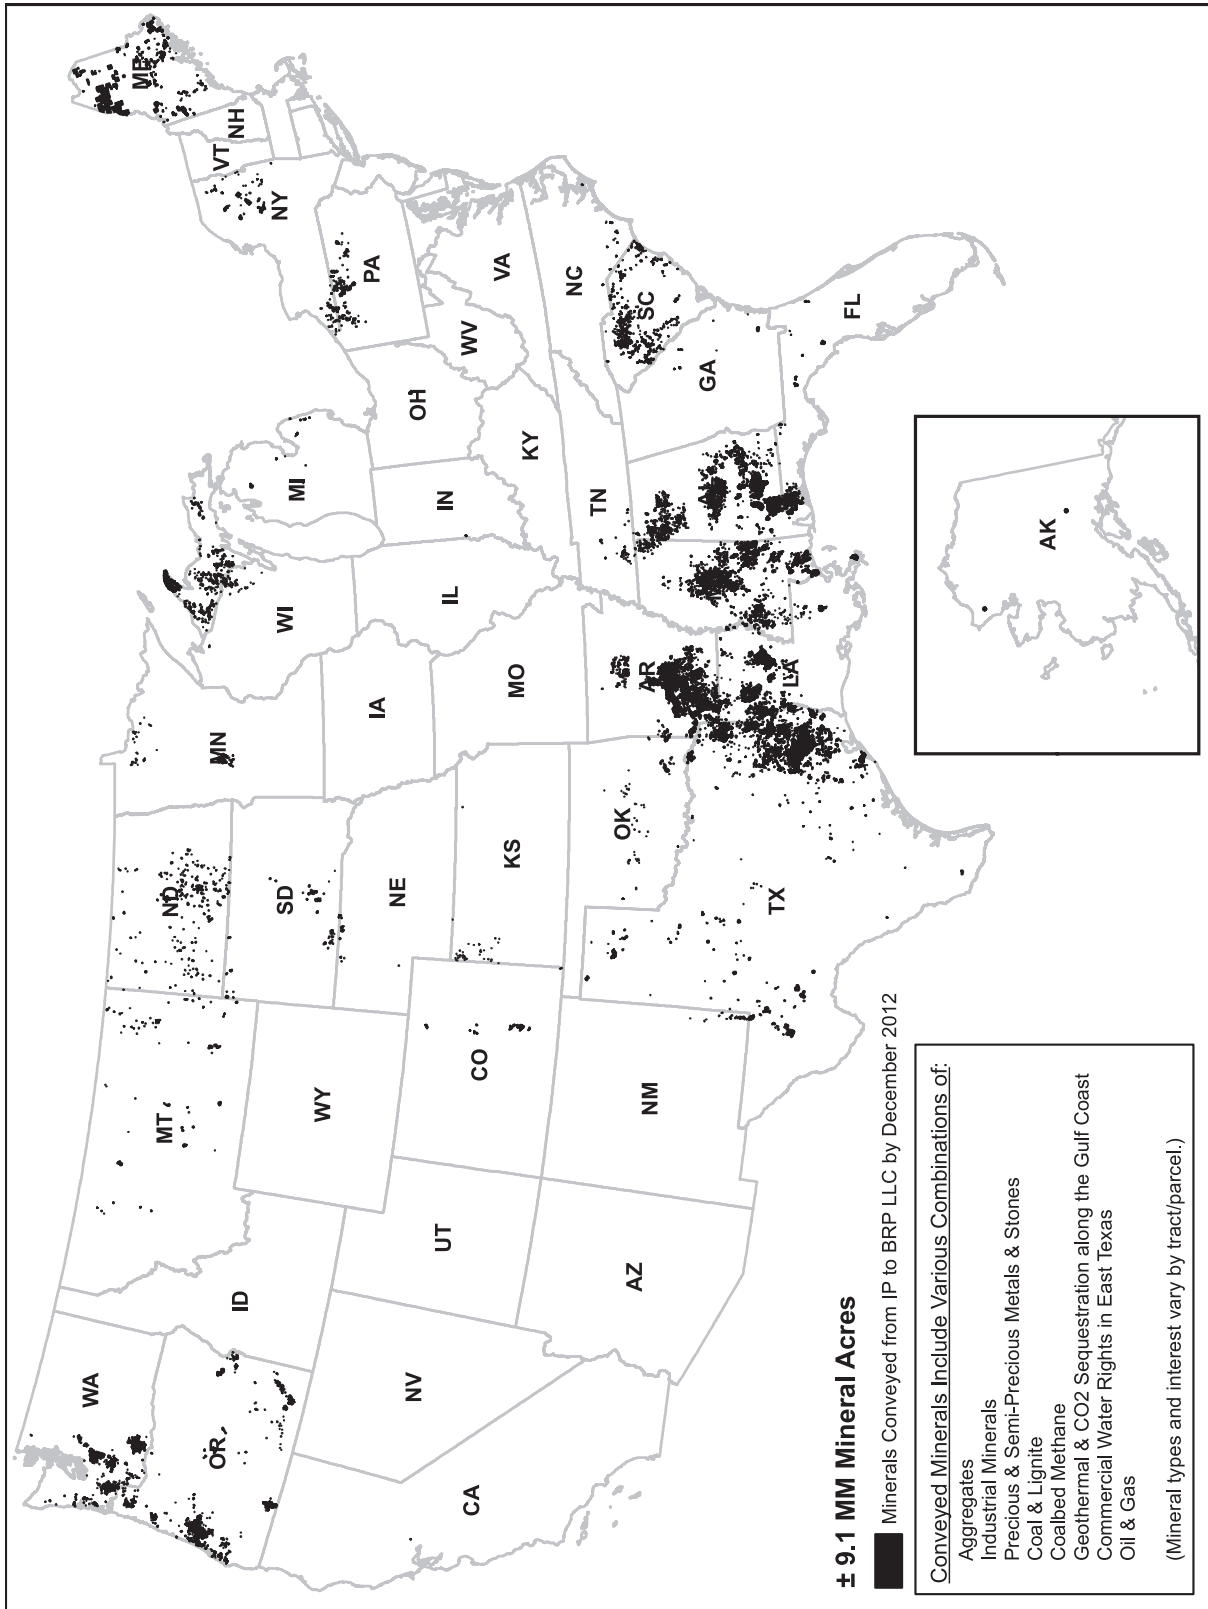 WA
OR
CA
ID
NV
MT
WY
UT
AZ
CO
NM
ND
SD
NE
KS
OK
TX
MN
IA
MO
AR
LA
WI
IL
MI
IN
OH
KY
TN
AL
GA
FL
SC
NC
VA
WV
PA
NY
VT
NH
ME
AK
± 9.1 MM Mineral Acres
Minerals Conveyed from IP to BRP LLC by December 2012
Conveyed Minerals Include Various Combinations of:
Aggregates
Industrial Minerals
Precious & Semi-Precious Metals & Stones
Coal & Lignite
Coalbed Methane
Geothermal & CO2 Sequestration along the Gulf Coast
Commercial Water Rights in East Texas
Oil & Gas
(Mineral types and interest vary by tract/parcel.)